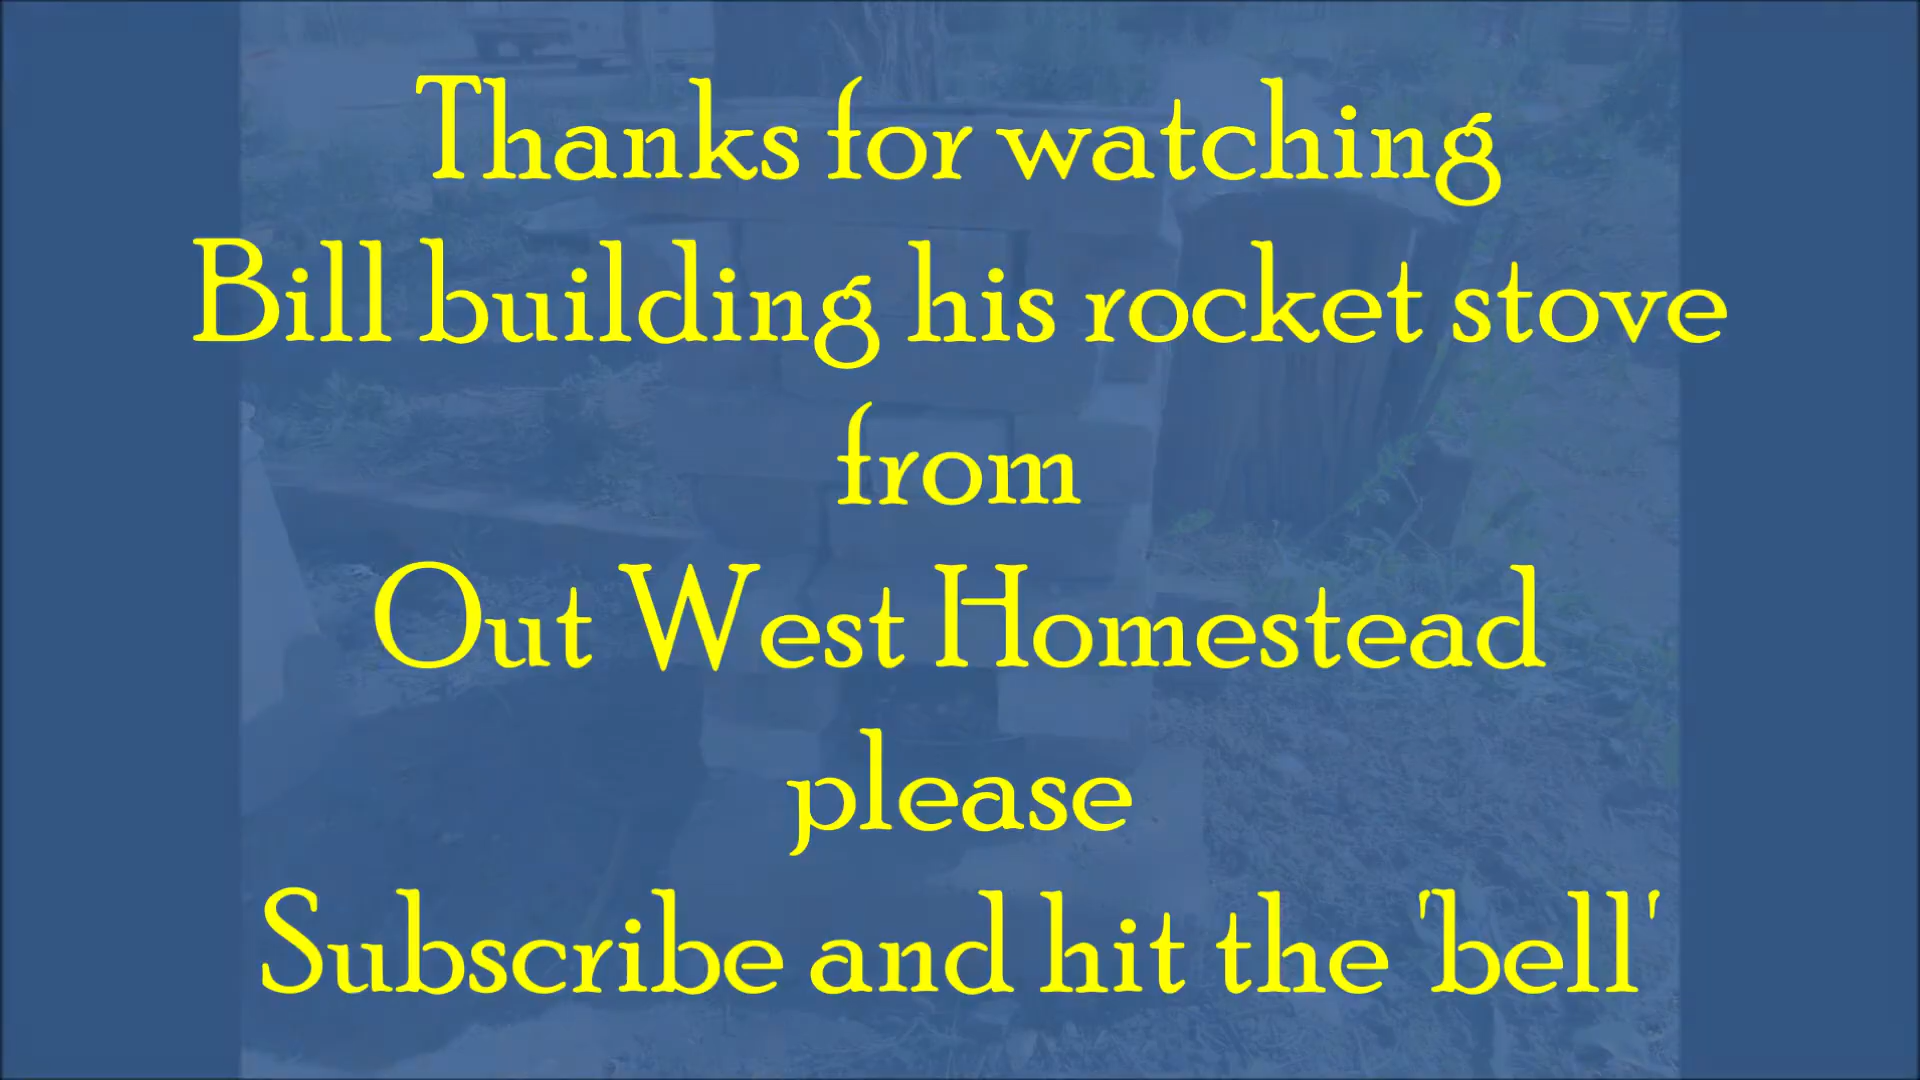 Thanks for watching
Bill building his rocket stove
from
Out West Homestead
please
Subscribe and hit the 'bell'